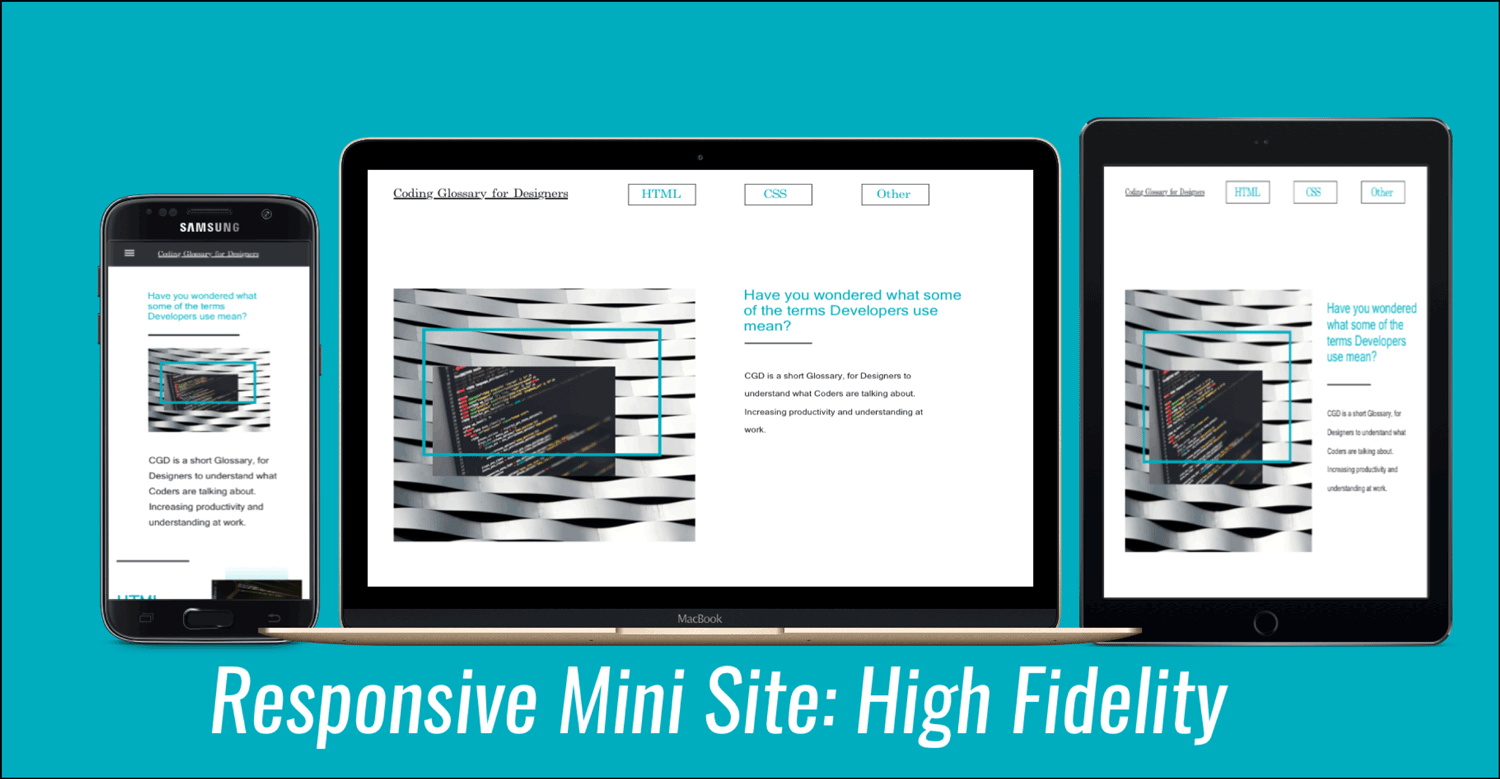 SAMSUNG
Coding Glossary for Designers
Have you wondered what
some of the terms
Developers use mean?
CGD is a short Glossary, for
Designers to understand what
Coders are talking about.
Increasing productivity and
understanding at work.
HTML
Coding Glossary for Designers
HTML
CSS
Other
Have you wondered what some
of the terms Developers use
mean?
CGD is a short Glossary, for Designers to
understand what Coders are talking about.
Increasing productivity and understanding at
work.
MacBook
Coding Glossary for Designers
HTML
CSS
Other
Have you wondered
what some of the
terms Developers
use mean?
CGD is a short Glossary, for
Designers to understand what
Coders are talking about.
Increasing productivity and
understanding at work.
Responsive Mini Site: High Fidelity